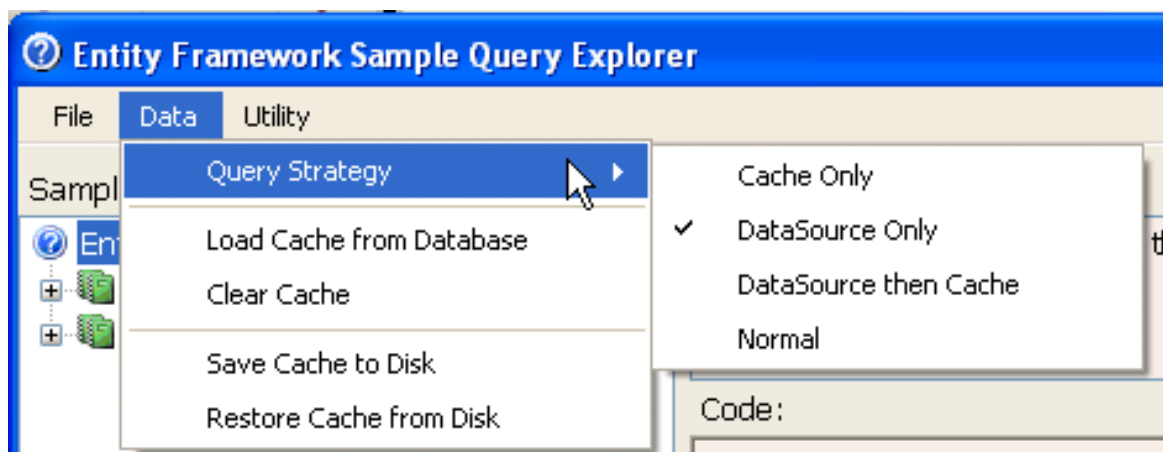 Entity Framework Sample Query Explorer
File Data Utility
Query Strategy
Load Cache from Database
Clear Cache
Save Cache to Disk
Restore Cache from Disk
Cache Only
DataSource Only
DataSource then Cache
Normal
Code: